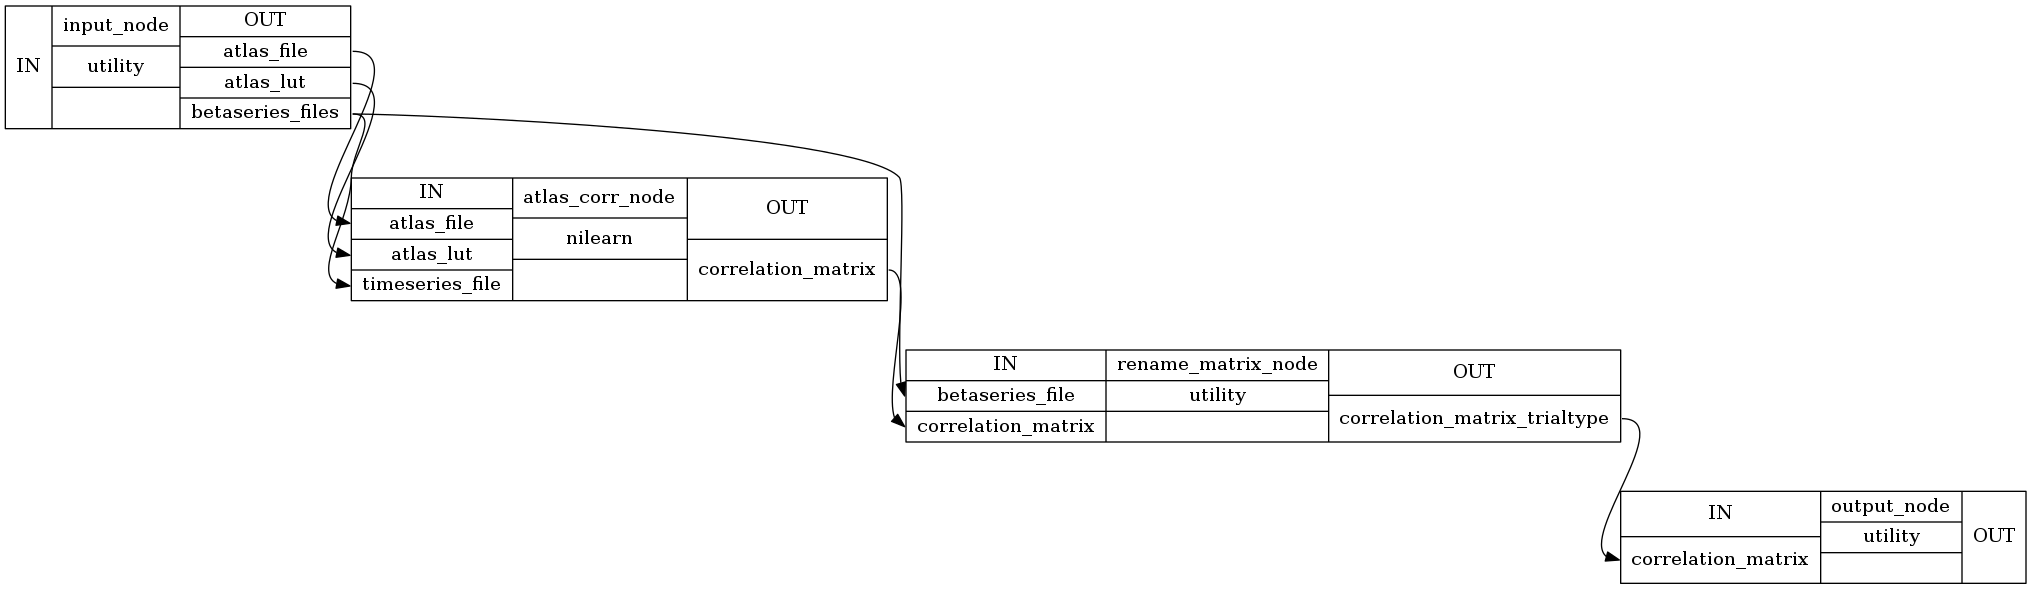 IN
input_node
utility
OUT
atlas_file
atlas_lut
betaseries_files
IN
atlas_file
atlas_lut
timeseries_file
atlas_corr_node
nilearn
OUT
correlation_matrix
IN
betaseries_file
correlation_matrix
rename_matrix_node
utility
OUT
correlation_matrix_trialtype
IN
correlation_matrix
output_node
utility
OUT